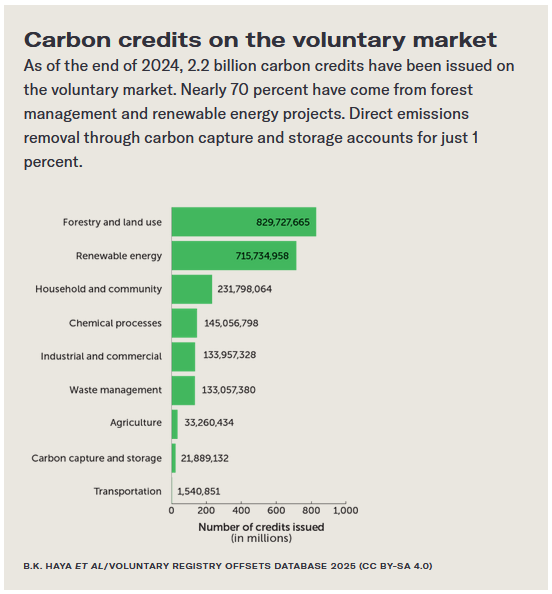 Carbon credits on the voluntary market
As of the end of 2024, 2.2 billion carbon credits have been issued on
the voluntary market. Nearly 70 percent have come from forest
management and renewable energy projects. Direct emissions
removal through carbon capture and storage accounts for just 1
percent.
Forestry and land use 829,727,665
Renewable energy 715,734,958
Household and community 231,798,064
Chemical processes 145,056,798
Industrial and commercial 133,957,328
Waste management 133,057,380
Agriculture 33,260,434
Carbon capture and storage 21,889,132
Transportation 1,540,851
0 200 400 600 800 1,000
Number of credits issued
(in millions)
B.K. HAYA ET AL/VOLUNTARY REGISTRY OFFSETS DATABASE 2025 (CC BY-SA 4.0)